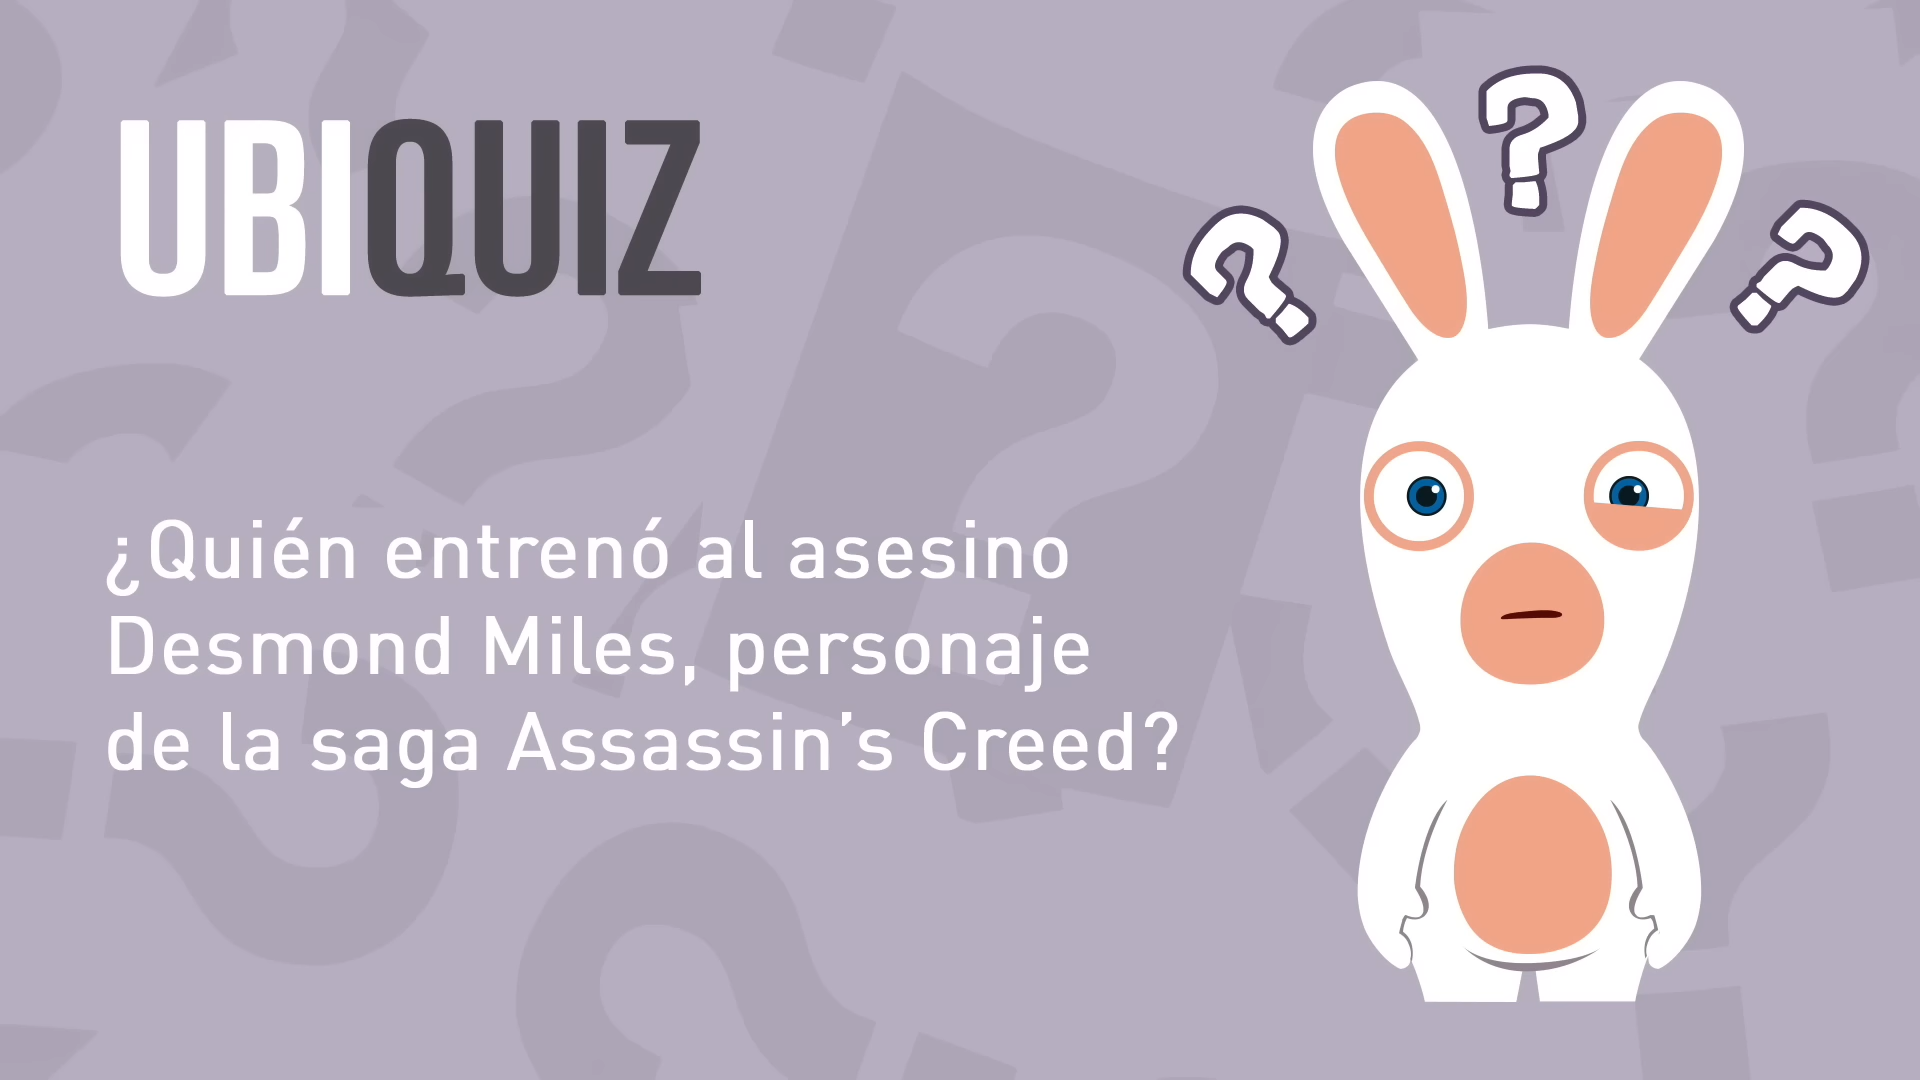 UBIQUIZ
¿Quién entrenó al asesino
Desmond Miles, personaje
de la saga Assassin’s Creed?